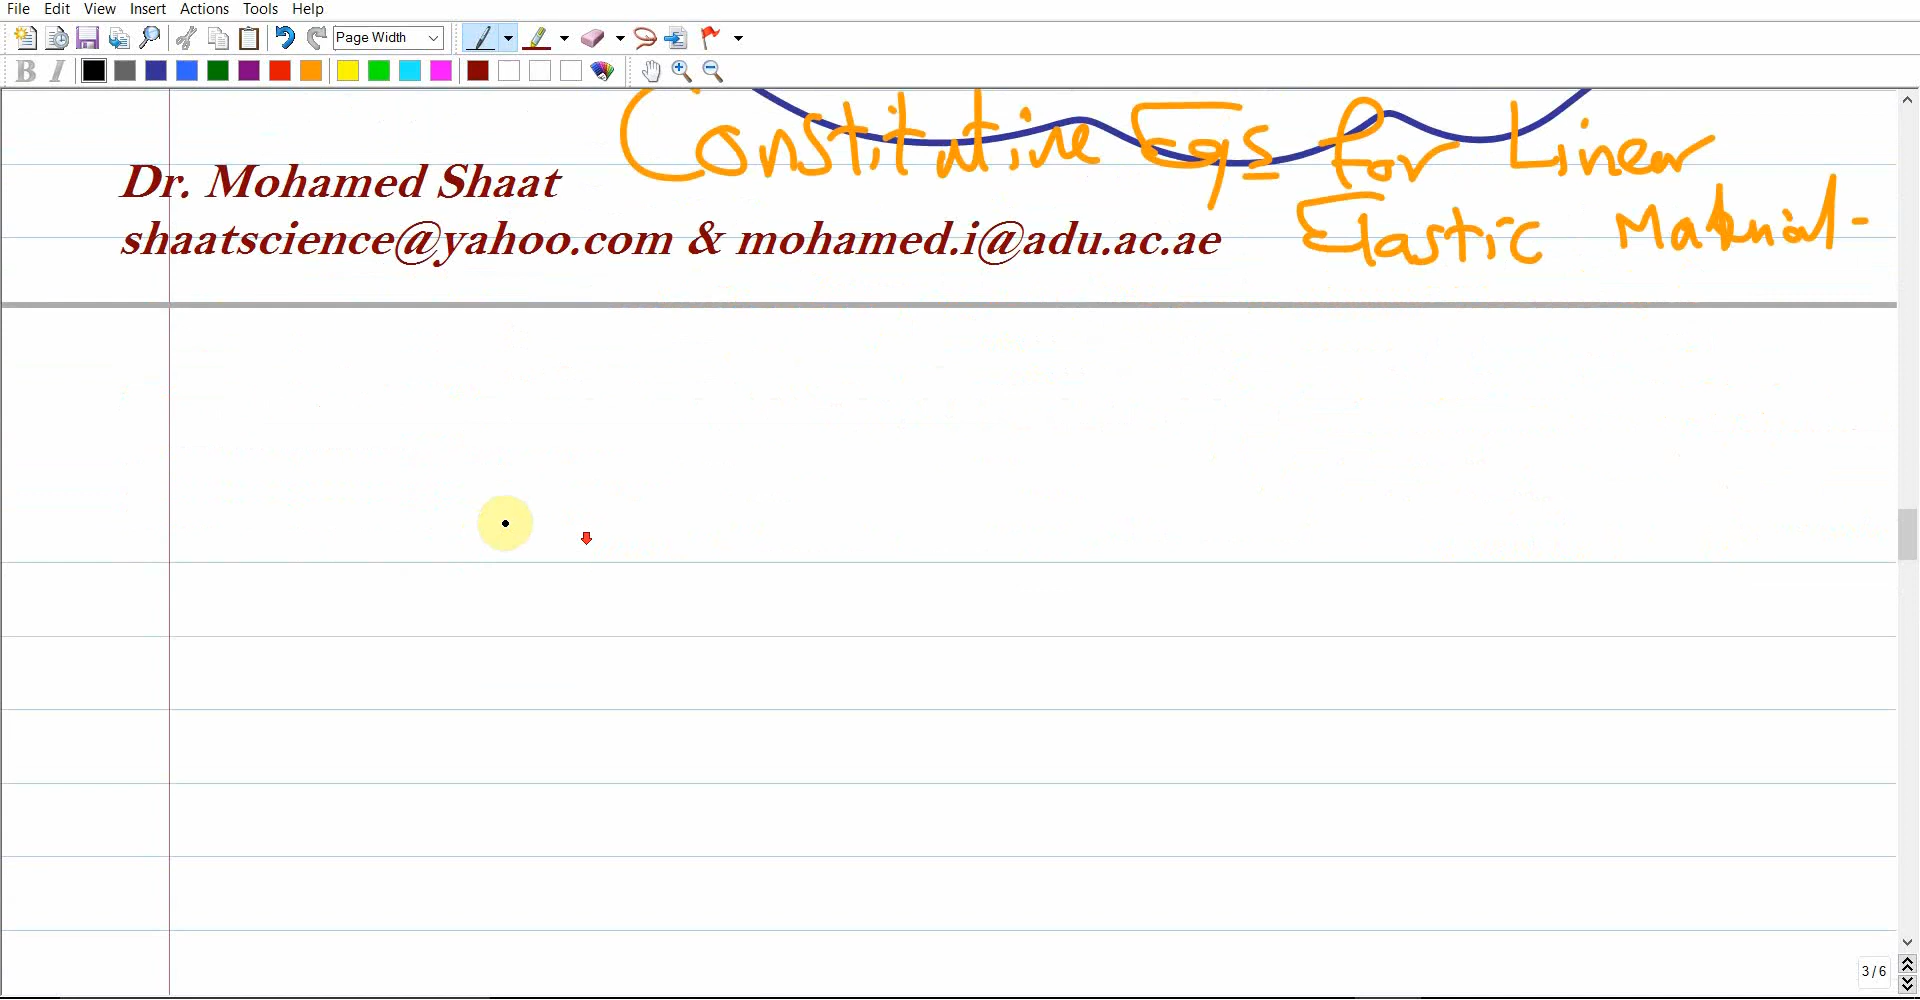 File Edit View Insert Actions Tools Help
Page Width
B I
Constitutive Eqs for Linear
Elastic Material -
Dr. Mohamed Shaat
shaatscience@yahoo.com & mohamed.i@adu.ac.ae
3 / 6